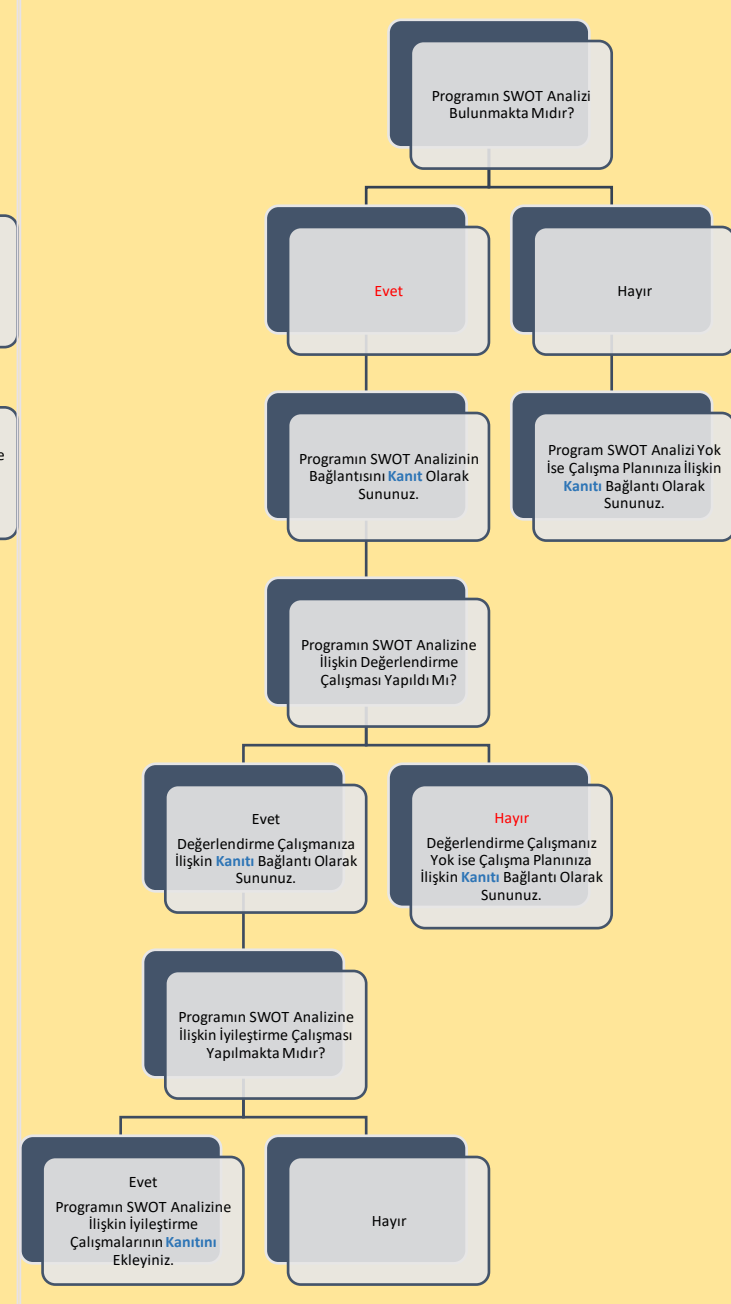 Programın SWOT Analizi
Bulunmakta Mıdır?
Evet
Hayır
Programın SWOT Analizinin
Bağlantısını Kanıt Olarak
Sununuz.
Program SWOT Analizi Yok
İse Çalışma Planınıza İlişkin
Kanıtı Bağlantı Olarak
Sununuz.
e
Programın SWOT Analizine
İlişkin Değerlendirme
Çalışması Yapıldı Mı?
Evet
Değerlendirme Çalışmanıza
İlişkin Kanıtı Bağlantı Olarak
Sununuz.
Hayır
Değerlendirme Çalışmanız
Yok ise Çalışma Planınıza
İlişkin Kanıtı Bağlantı Olarak
Sununuz.
Programın SWOT Analizine
İlişkin İyileştirme Çalışması
Yapılmakta Mıdır?
Evet
Programın SWOT Analizine
İlişkin İyileştirme
Çalışmalarının Kanıtını
Ekleyiniz.
Hayır